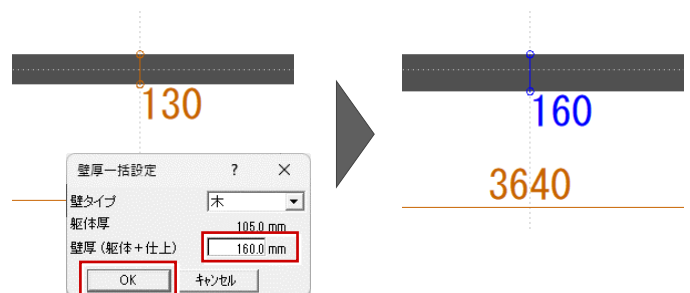 130
160
3640
壁厚一括設定 ? ×
壁タイプ 木
躯体厚 105.0 mm
壁厚(躯体+仕上) 160.0 mm
OK キャンセル